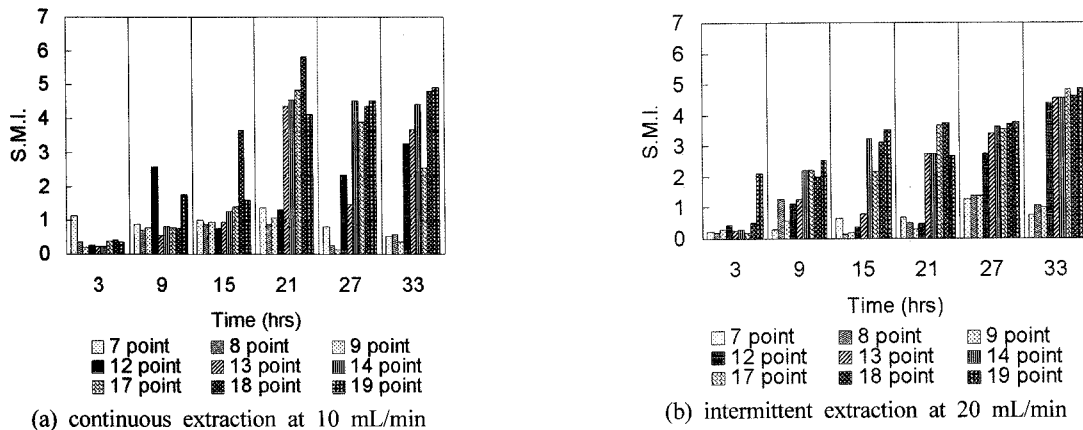 7
6
5
4
3
2
1
0
S.M.I.
3 9 15 21 27 33
Time (hrs)
7 point 8 point 9 point
12 point 13 point 14 point
17 point 18 point 19 point
(a) continuous extraction at 10 mL/min
7
6
5
4
3
2
1
0
S.M.I.
3 9 15 21 27 33
Time (hrs)
7 point 8 point 9 point
12 point 13 point 14 point
17 point 18 point 19 point
(b) intermittent extraction at 20 mL/min